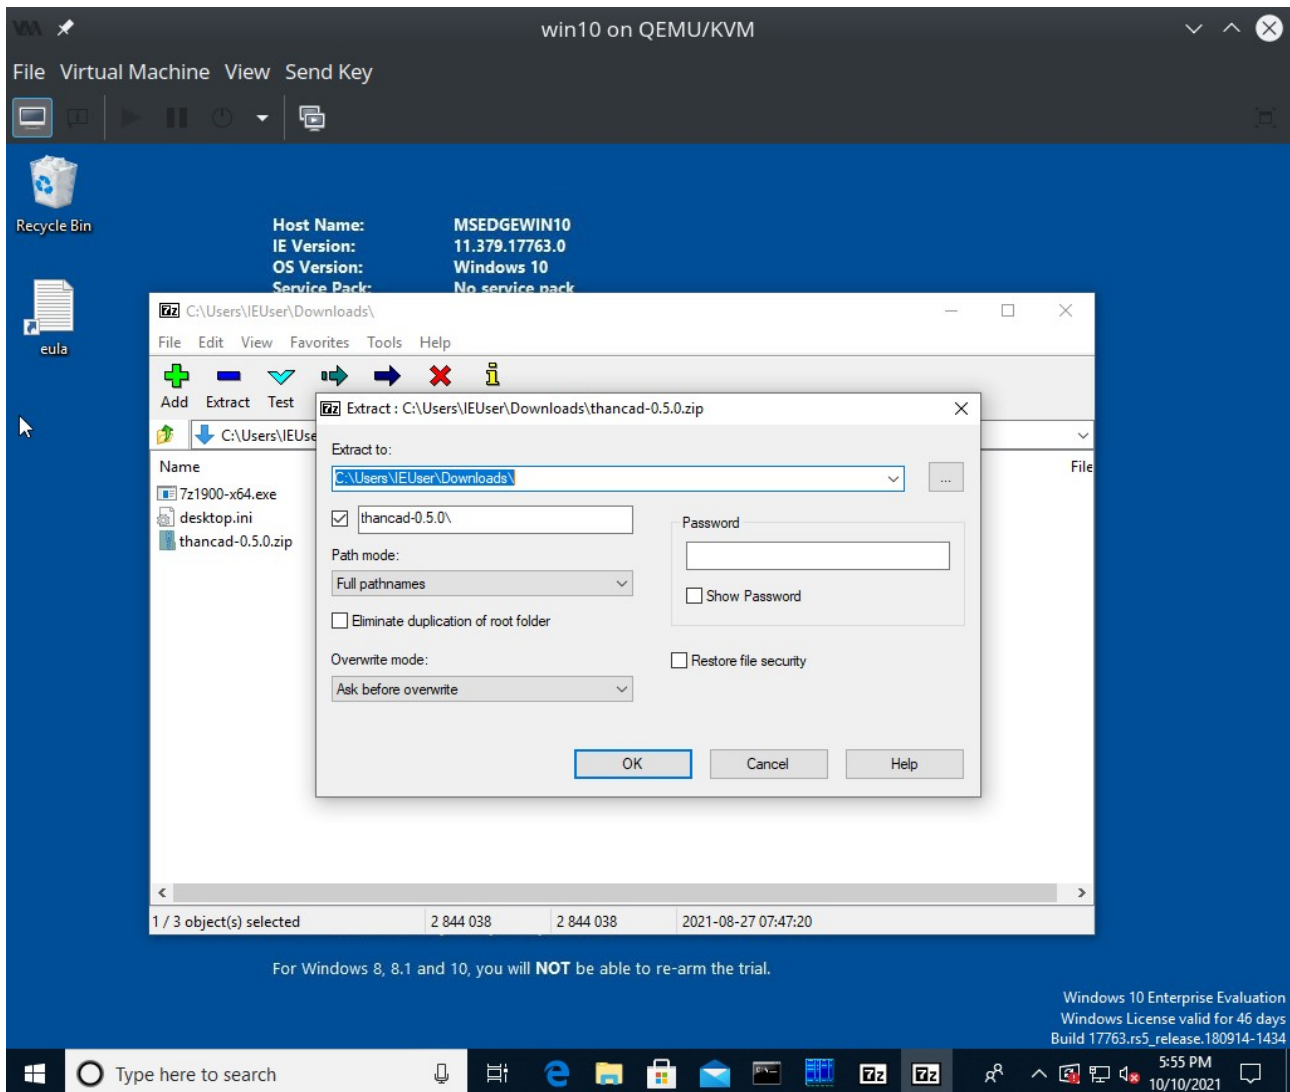 win10 on QEMU/KVM
File Virtual Machine View Send Key
Recycle Bin
eula
Host Name: MSEDGEWIN10
IE Version: 11.379.17763.0
OS Version: Windows 10
Service Pack: No service pack
7z C:\Users\IEUser\Downloads\
File Edit View Favorites Tools Help
Add Extract Test
C:\Users\IEUse
Name File
7z1900-x64.exe
desktop.ini
thancad-0.5.0.zip
7z Extract : C:\Users\IEUser\Downloads\thancad-0.5.0.zip
Extract to:
C:\Users\IEUser\Downloads\
...
thancad-0.5.0\
Password
Path mode:
Full pathnames
Show Password
Eliminate duplication of root folder
Overwrite mode:
Restore file security
Ask before overwrite
OK Cancel Help
1 / 3 object(s) selected 2 844 038 2 844 038 2021-08-27 07:47:20
For Windows 8, 8.1 and 10, you will NOT be able to re-arm the trial.
Windows 10 Enterprise Evaluation
Windows License valid for 46 days
Build 17763.rs5_release.180914-1434
Type here to search
7z 7z
5:55 PM
10/10/2021